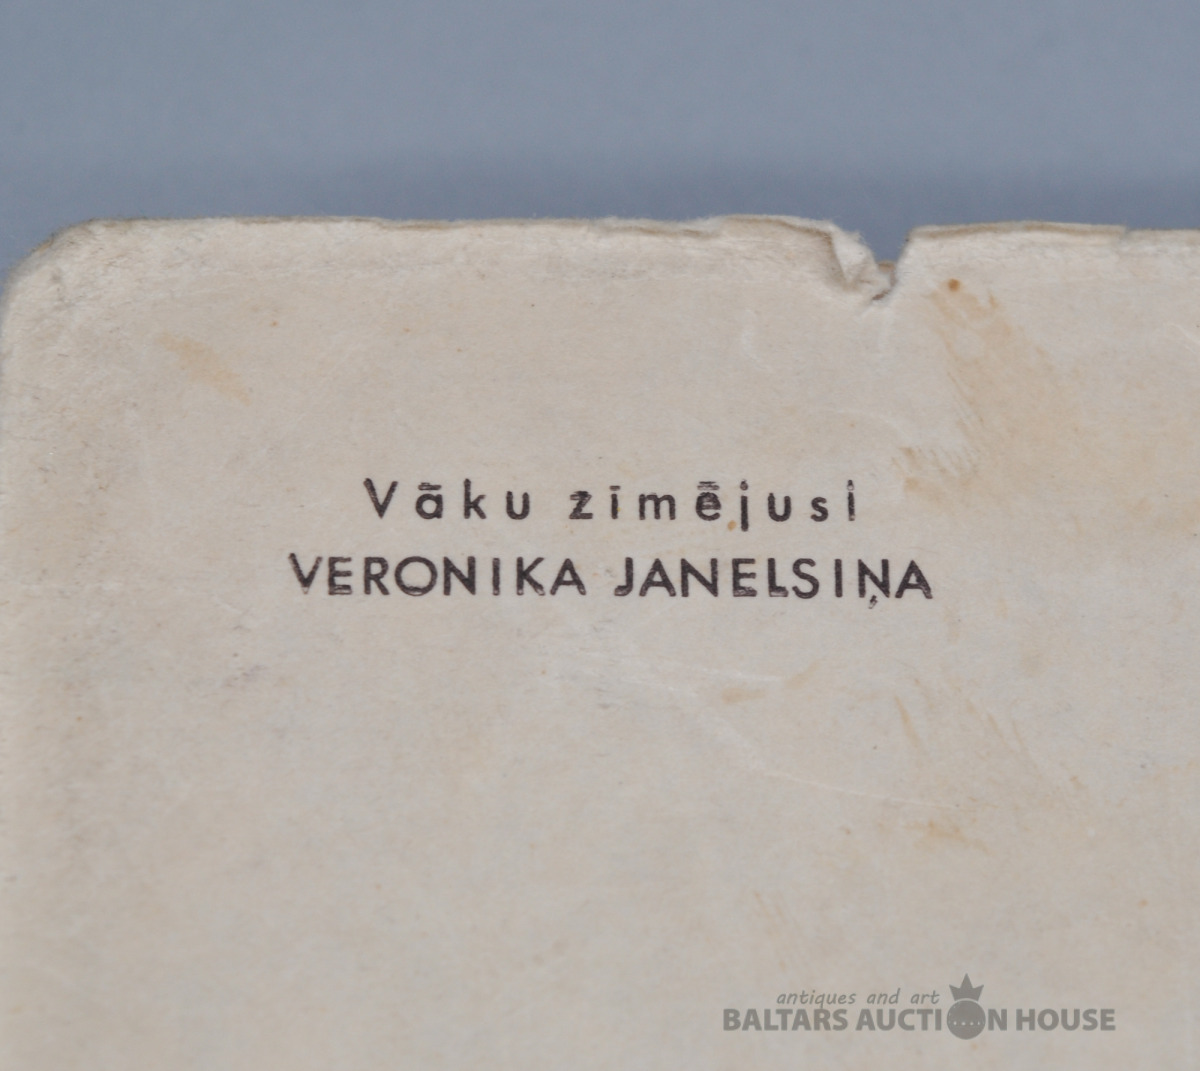 Vāku zīmējusi
VERONIKA JANELSIŅA
antiques and art
BALTARS AUCTION HOUSE